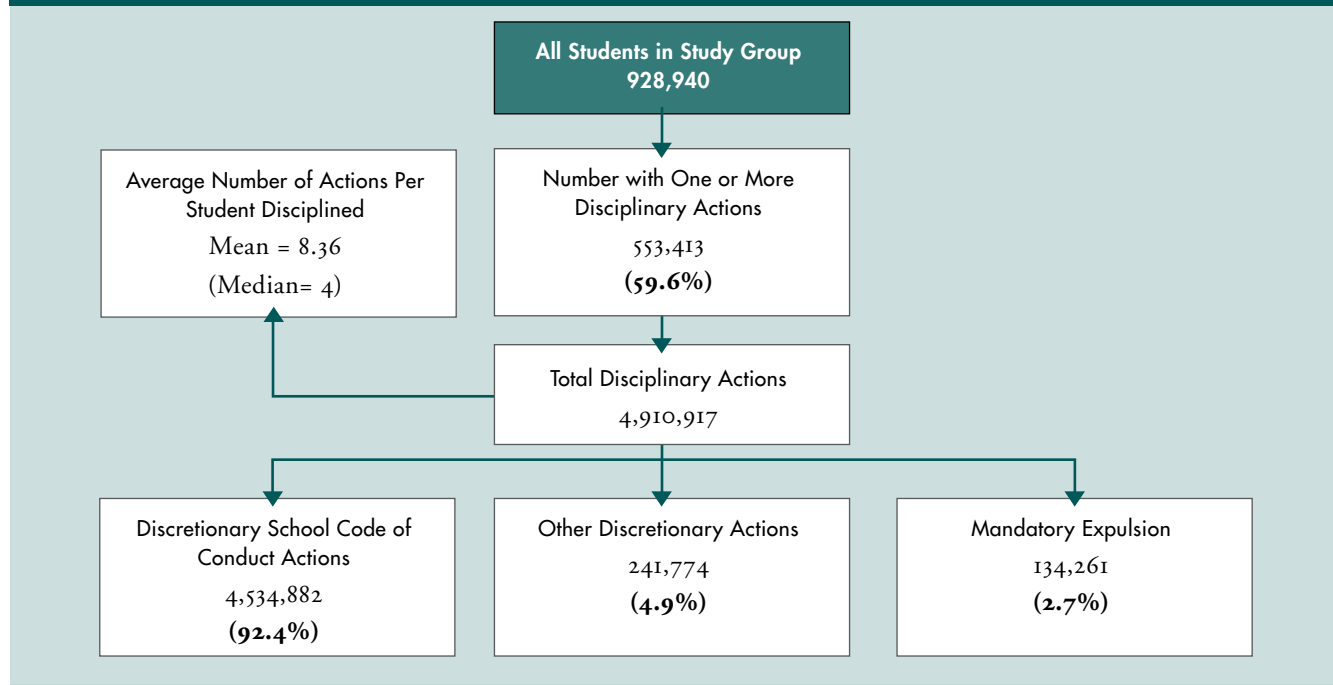 All Students in Study Group
928,940
Average Number of Actions Per
Student Disciplined
Mean = 8.36
(Median= 4)
Number with One or More
Disciplinary Actions
553,413
(59.6%)
Total Disciplinary Actions
4,910,917
Discretionary School Code of
Conduct Actions
4,534,882
(92.4%)
Other Discretionary Actions
241,774
(4.9%)
Mandatory Expulsion
134,261
(2.7%)